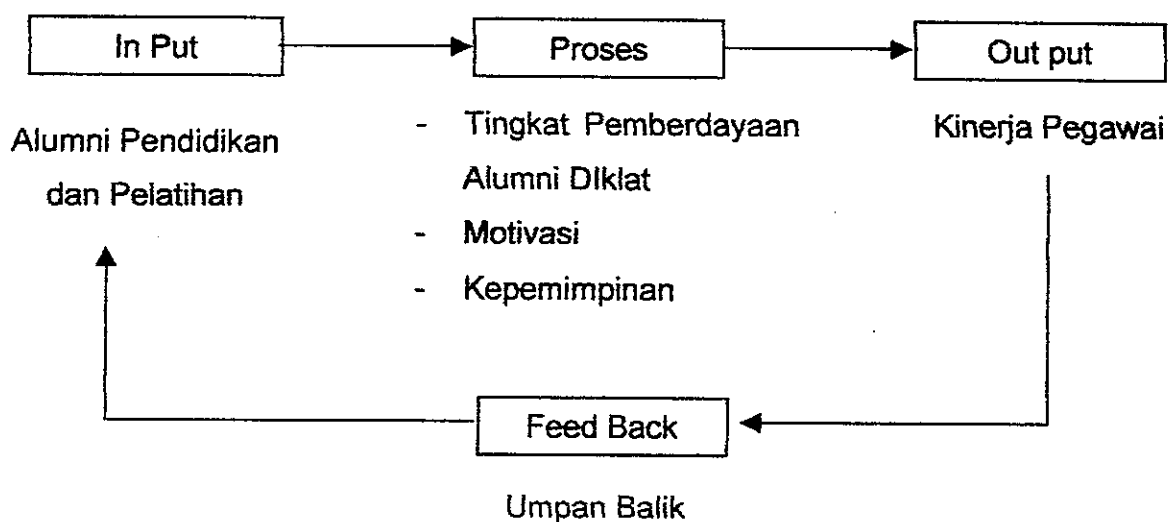 In Put
Proses
Out put
Alumni Pendidikan
dan Pelatihan
- Tingkat Pemberdayaan
Alumni DIklat
- Motivasi
- Kepemimpinan
Kinerja Pegawai
Feed Back
Umpan Balik